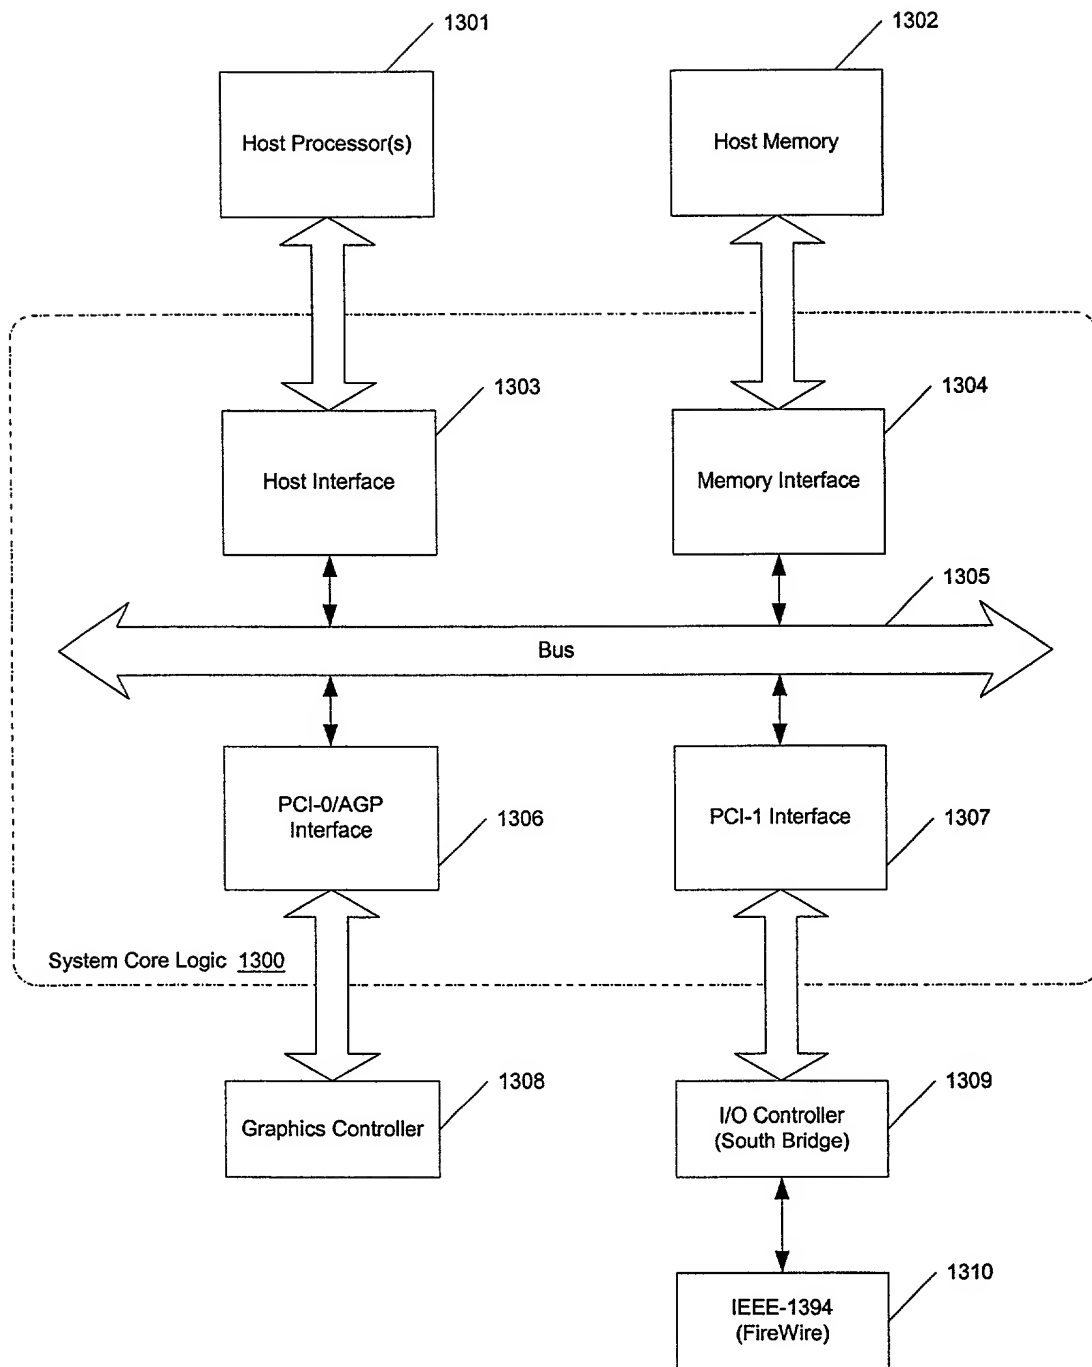 1301
1302
Host Processor(s)
Host Memory
1303
1304
Host Interface
Memory Interface
1305
Bus
PCI-0/AGP
Interface
1306
PCI-1 Interface
1307
System Core Logic 1300
1308
Graphics Controller
1309
I/O Controller
(South Bridge)
1310
IEEE-1394
(FireWire)